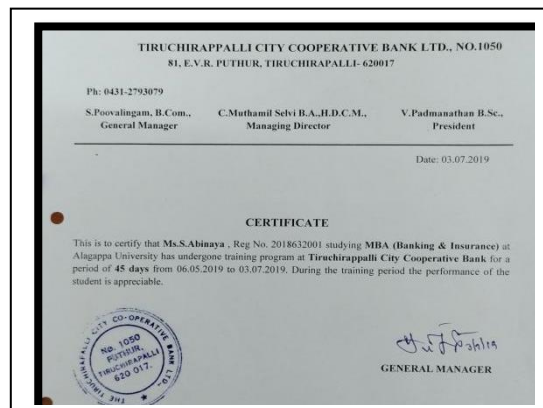 TIRUCHIRAPPALLI CITY COOPERATIVE BANK LTD., NO.1050
81, E.V.R. PUTHUR, TIRUCHIRAPALLI- 620017
Ph: 0431-2793079
S.Poovalingam, B.Com., C.Muthamil Selvi B.A.,H.D.C.M., V.Padmanathan B.Sc.,
General Manager Managing Director President
Date: 03.07.2019
CERTIFICATE
This is to certify that Ms.S.Abinaya , Reg No. 2018632001 studying MBA (Banking & Insurance) at
Alagappa University has undergone training program at Tiruchirappalli City Cooperative Bank for a
period of 45 days from 06.05.2019 to 03.07.2019. During the training period the performance of the
student is appreciable.
THE TIRUCHIRAPALLI CITY CO-OPERATIVE BANK LTD.,
No. 1050
PUTHUR,
TIRUCHIRAPALLI
620 017.
GENERAL MANAGER